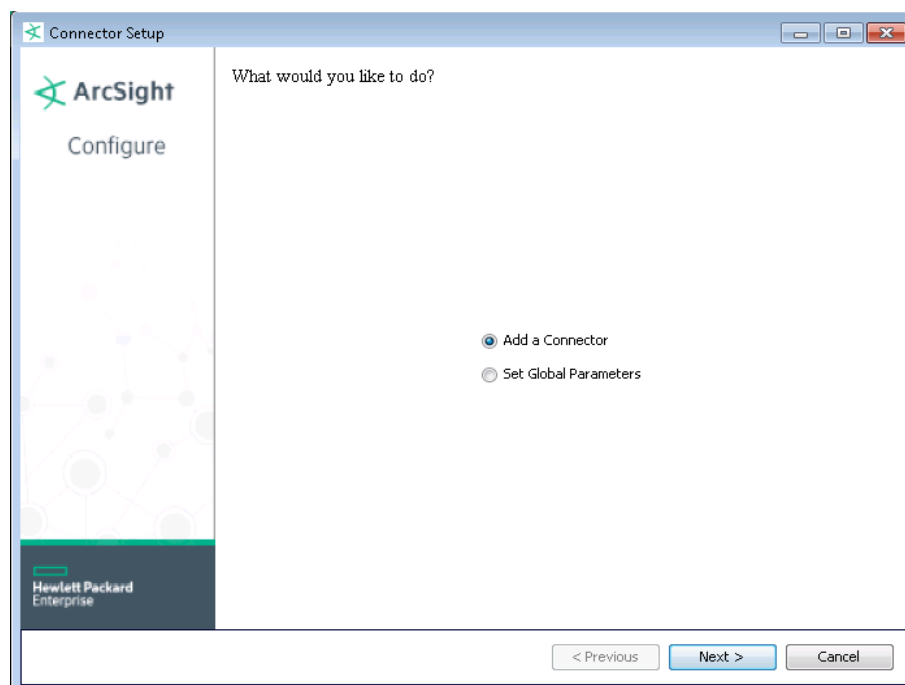 Connector Setup
ArcSight
Configure
What would you like to do?
Add a Connector
Set Global Parameters
Hewlett Packard
Enterprise
< Previous
Next >
Cancel